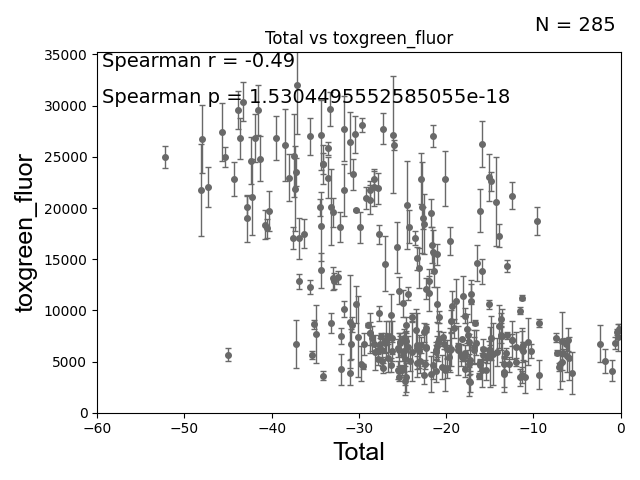 N = 285
Total vs toxgreen_fluor
Spearman r = -0.49
Spearman p = 1.5304495552585055e-18
35000
30000
25000
20000
15000
10000
5000
0
toxgreen_fluor
−60
−50
−40
−30
−20
−10
0
Total